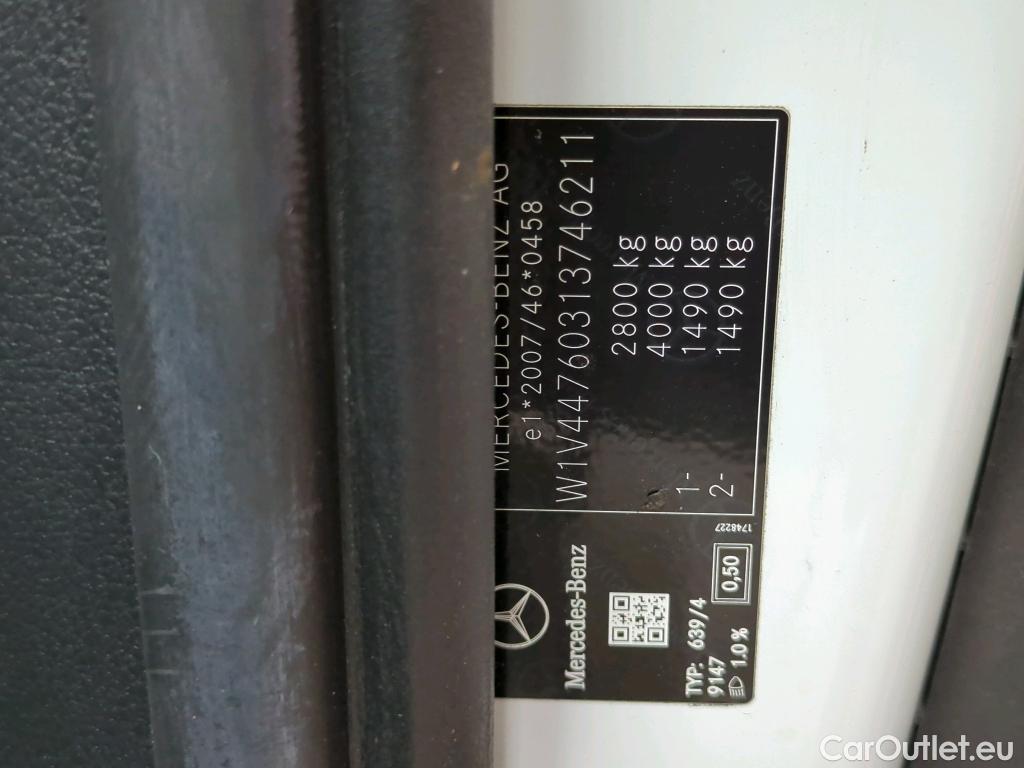 MERCEDES-BENZ AG
e1*2007/46*0458
W1V44760313746211
2800 kg
4000 kg
1- 1490 kg
2- 1490 kg
1748227
Mercedes-Benz
TYP: 639/4
9147
1.0 %
0,50
CarOutlet.eu